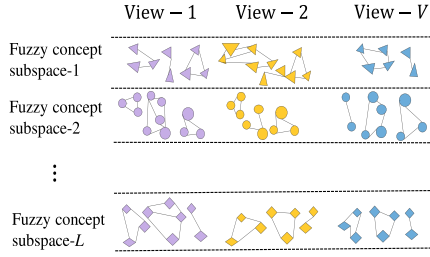 View − 1 View − 2 View − V
Fuzzy concept
subspace-1
Fuzzy concept
subspace-2
Fuzzy concept
subspace-L